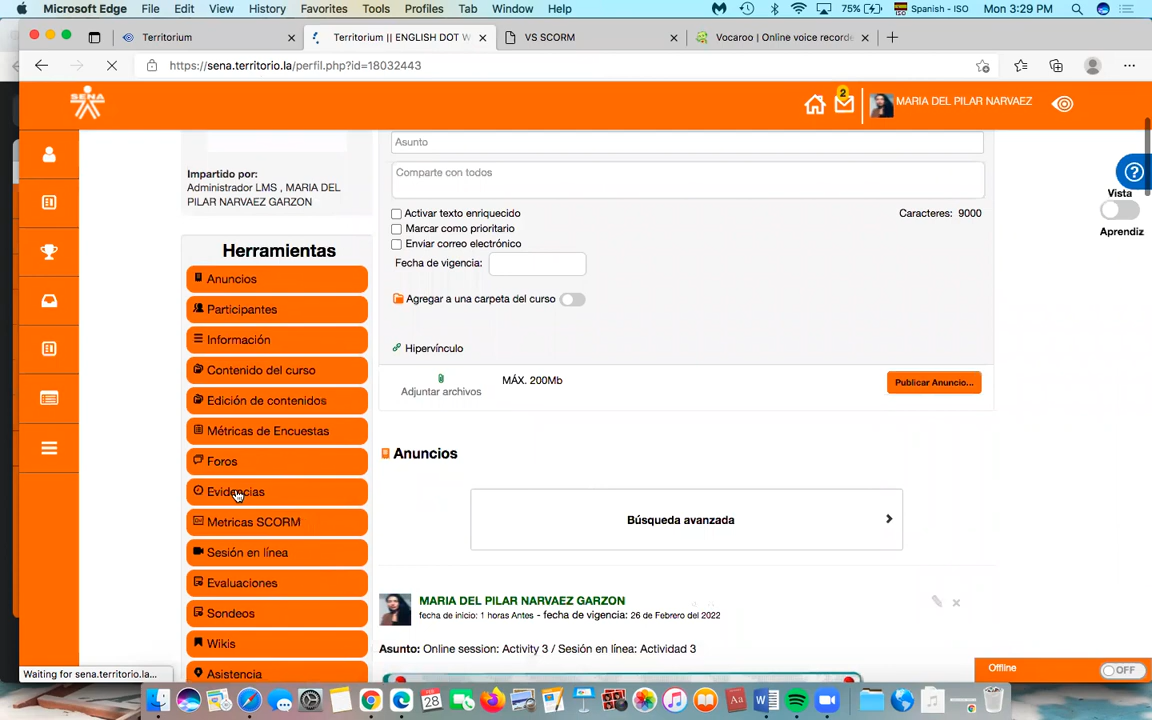 Microsoft Edge File Edit View History Favorites Tools Profiles Tab Window Help 75% Spanish - ISO Mon 3:29 PM
Territorium Territorium || ENGLISH DOT W VS SCORM Vocaroo | Online voice recorde
https://sena.territorio.la/perfil.php?id=18032443
SENA 2 MARIA DEL PILAR NARVAEZ
Asunto
Impartido por:
Administrador LMS , MARIA DEL
PILAR NARVAEZ GARZON
Comparte con todos
Vista
Aprendiz
Activar texto enriquecido Caracteres: 9000
Marcar como prioritario
Enviar correo electrónico
Fecha de vigencia:
Agregar a una carpeta del curso
Hipervínculo
Adjuntar archivos MÁX. 200Mb Publicar Anuncio...
Herramientas
Anuncios
Participantes
Información
Contenido del curso
Edición de contenidos
Métricas de Encuestas
Foros
Evidencias
Metricas SCORM
Sesión en línea
Evaluaciones
Sondeos
Wikis
Asistencia
Anuncios
Búsqueda avanzada
MARIA DEL PILAR NARVAEZ GARZON
fecha de inicio: 1 horas Antes - fecha de vigencia: 26 de Febrero del 2022
Asunto: Online session: Activity 3 / Sesión en línea: Actividad 3
Waiting for sena.territorio.la...
Offline OFF
28